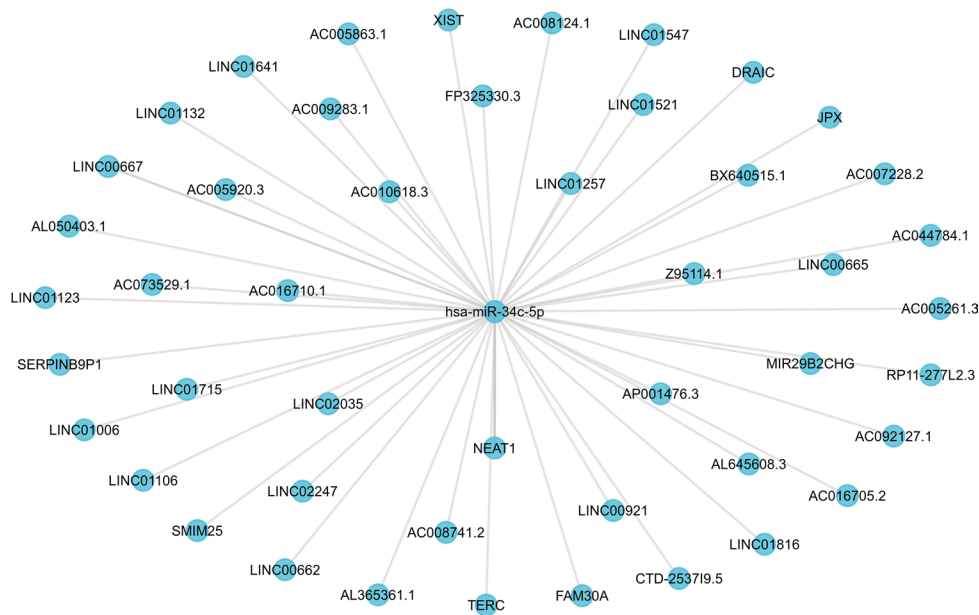 XIST
AC008124.1
AC005863.1
LINC01547
LINC01641
DRAIC
FP325330.3
LINC01521
AC009283.1
LINC01132
JPX
LINC00667
AC007228.2
BX640515.1
LINC01257
AC005920.3
AC010618.3
AL050403.1
AC044784.1
LINC00665
Z95114.1
AC073529.1
AC016710.1
LINC01123
AC005261.3
hsa-miR-34c-5p
SERPINB9P1
MIR29B2CHG
RP11-277L2.3
LINC01715
AP001476.3
LINC02035
LINC01006
AC092127.1
NEAT1
AL645608.3
LINC01106
LINC02247
AC016705.2
LINC00921
SMIM25
AC008741.2
LINC01816
LINC00662
CTD-2537I9.5
AL365361.1
FAM30A
TERC